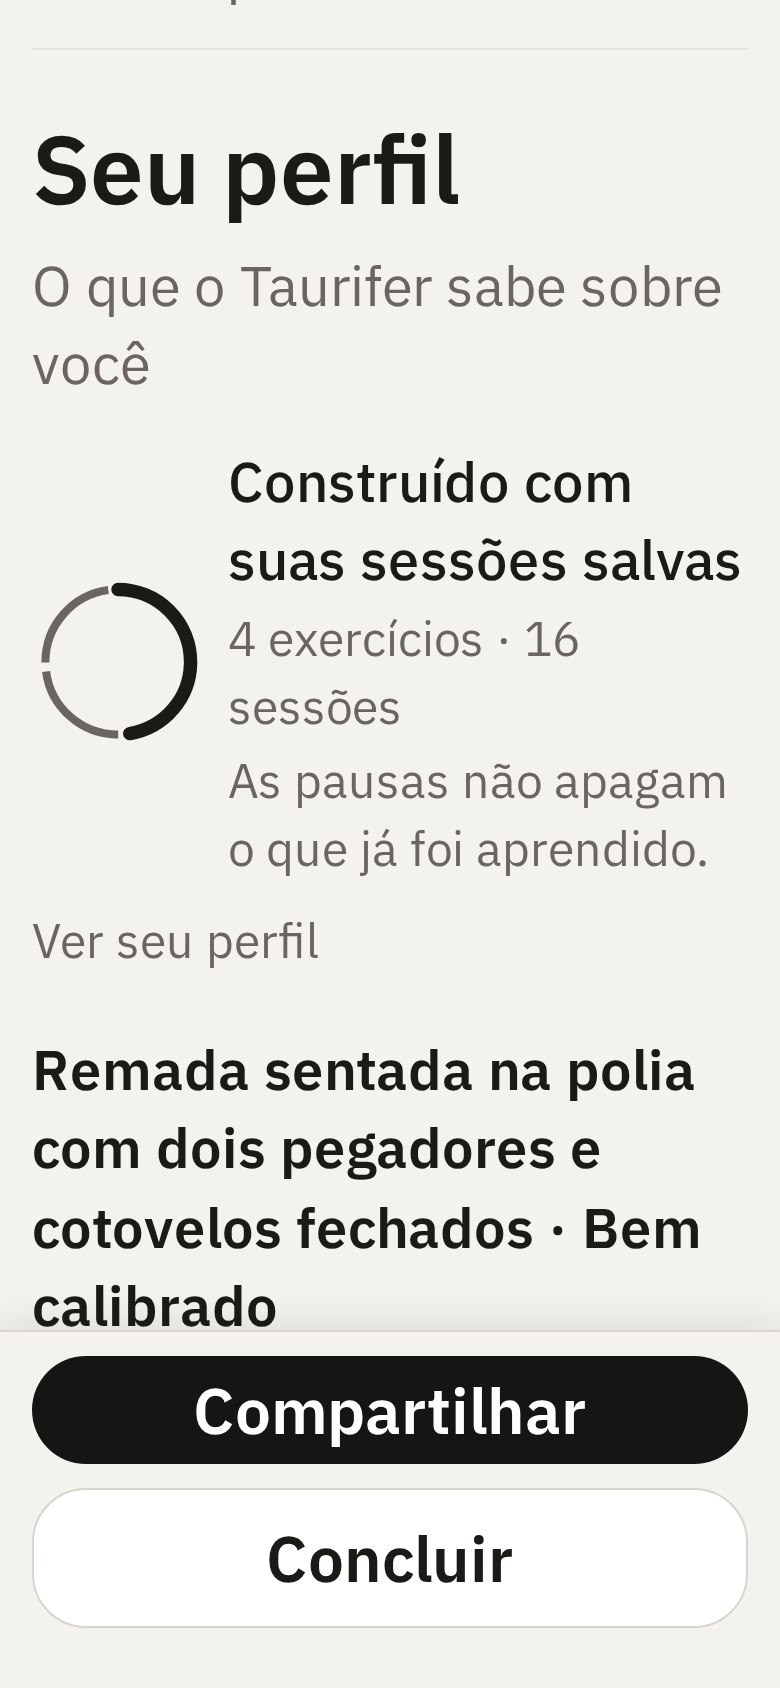 Seu perfil
O que o Taurifer sabe sobre
você
Construído com
suas sessões salvas
4 exercícios · 16
sessões
As pausas não apagam
o que já foi aprendido.
Ver seu perfil
Remada sentada na polia
com dois pegadores e
cotovelos fechados · Bem
calibrado
Compartilhar
Concluir